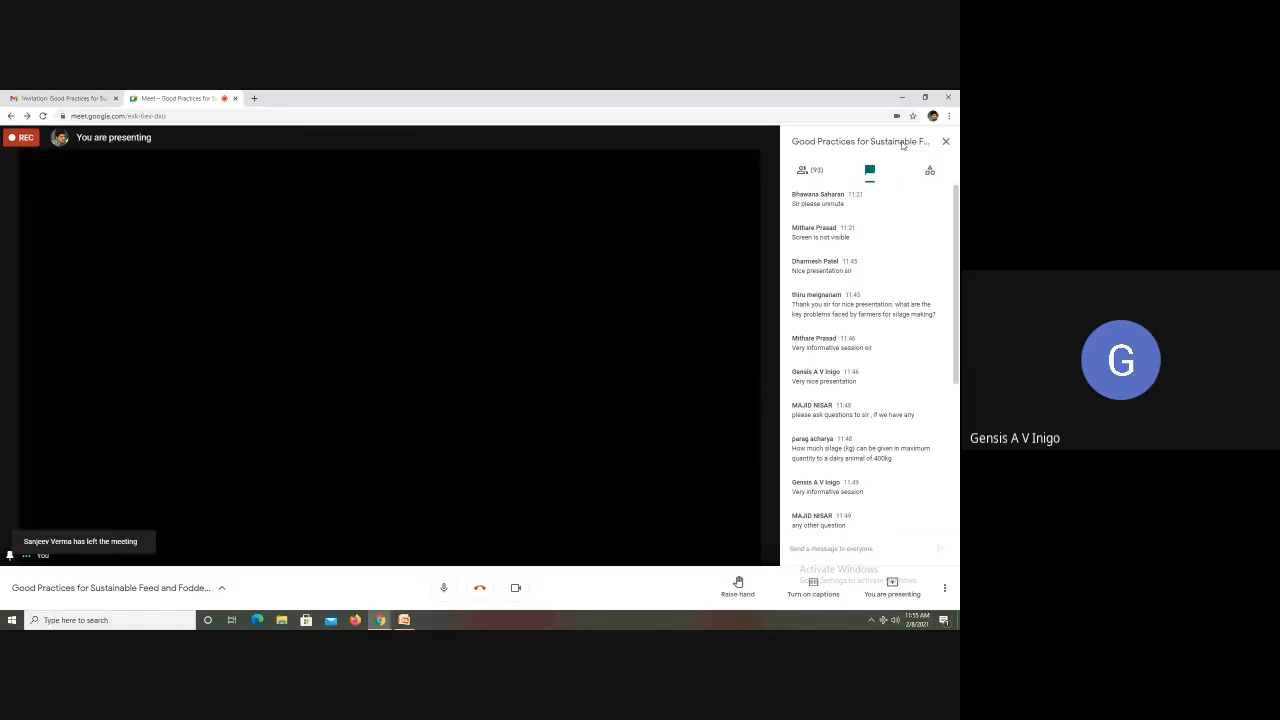 Invitation: Good Practices for Su
Meet – Good Practices for S
meet.google.com/exk-fiex-dxu
REC
You are presenting
Good Practices for Sustainable F...
(93)
Bhawana Saharan 11:21
Sir please unmute
Mithare Prasad 11:21
Screen is not visible
Dharmesh Patel 11:45
Nice presentation sir
thiru meignanam 11:45
Thank you sir for nice presentation. what are the
key problems faced by farmers for silage making?
Mithare Prasad 11:46
Very informative session sir
Gensis A V Inigo 11:46
Very nice presentation
MAJID NISAR 11:48
please ask questions to sir , if we have any
parag acharya 11:48
How much silage (kg) can be given in maximum
quantity to a dairy animal of 400kg
Gensis A V Inigo 11:49
Very informative session
MAJID NISAR 11:49
any other question
Send a message to everyone
Sanjeev Verma has left the meeting
You
Activate Windows
Go to Settings to activate Windows.
Good Practices for Sustainable Feed and Fodde...
Raise hand
Turn on captions
You are presenting
Type here to search
11:55 AM
2/8/2021
G
Gensis A V Inigo